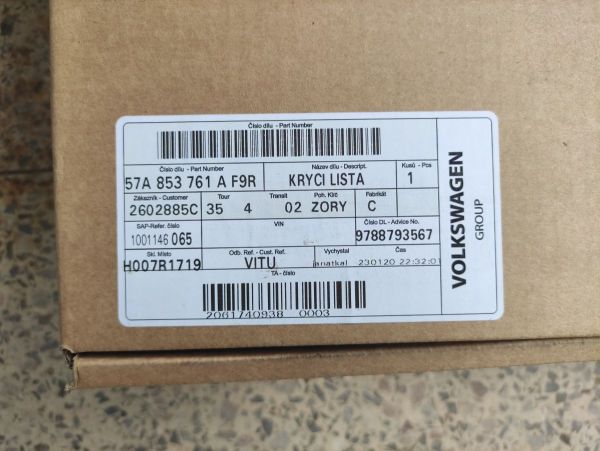 Číslo dílu - Part Number
Číslo dílu - Part Number Název dílu - Descript. Kusů - Pcs
57A 853 761 A F9R KRYCI LISTA 1
Zákazník - Customer Tour Transit Poh. Klíč Fabrikát
2602885C 35 4 02 ZORY C
SAP-Refer. číslo VIN Číslo DL - Advice No.
1001146 065 9788793567
Skl. Místo Odb. Ref. - Cust. Ref. Vychystal Čas
H007R1719 VITU janatkal 230120 22:32:01
TA - číslo
2061740938 0003
VOLKSWAGEN
GROUP